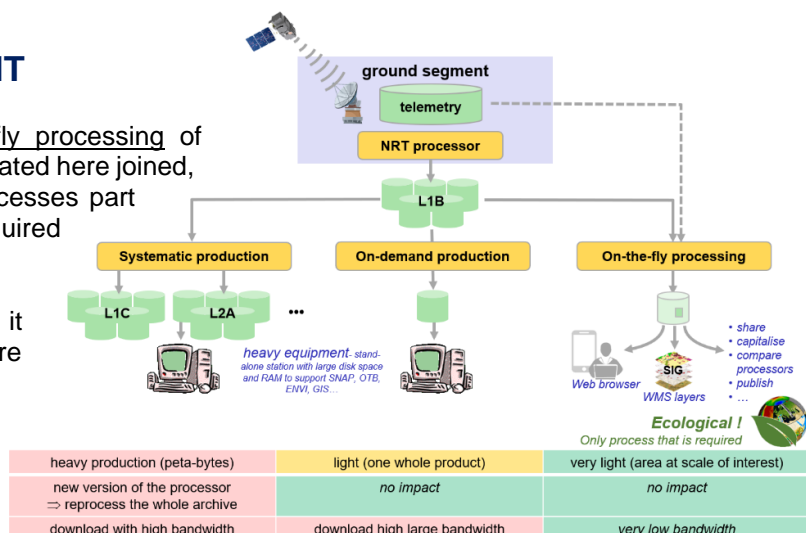 IT
fly processing of
ated here joined,
cesses part
uired
it
re
ground segment
telemetry
NRT processor
L1B
Systematic production
On-demand production
On-the-fly processing
L1C
L2A
...
heavy equipment- stand-
alone station with large disk space
and RAM to support SNAP, OTB,
ENVI, GIS...
Web browser
SIG
WMS layers
• share
• capitalise
• compare
processors
• publish
• ...
Ecological !
Only process that is required
heavy production (peta-bytes)
light (one whole product)
very light (area at scale of interest)
new version of the processor
⇒ reprocess the whole archive
no impact
no impact
download with high bandwidth
download high large bandwidth
very low bandwidth